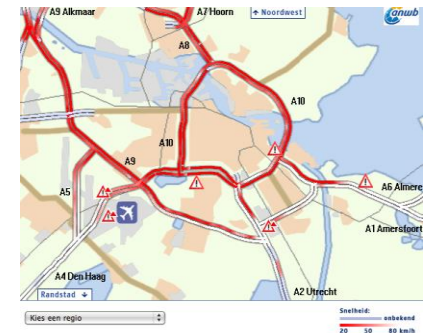 A9 Alkmaar
A7 Hoorn
↑ Noordwest
anwb
A8
A10
A10
A9
A5
A6 Almere
A1 Amersfoort
A4 Den Haag
A2 Utrecht
Randstad ↓
Kies een regio
Snelheid:
onbekend
20 50 80 km/h